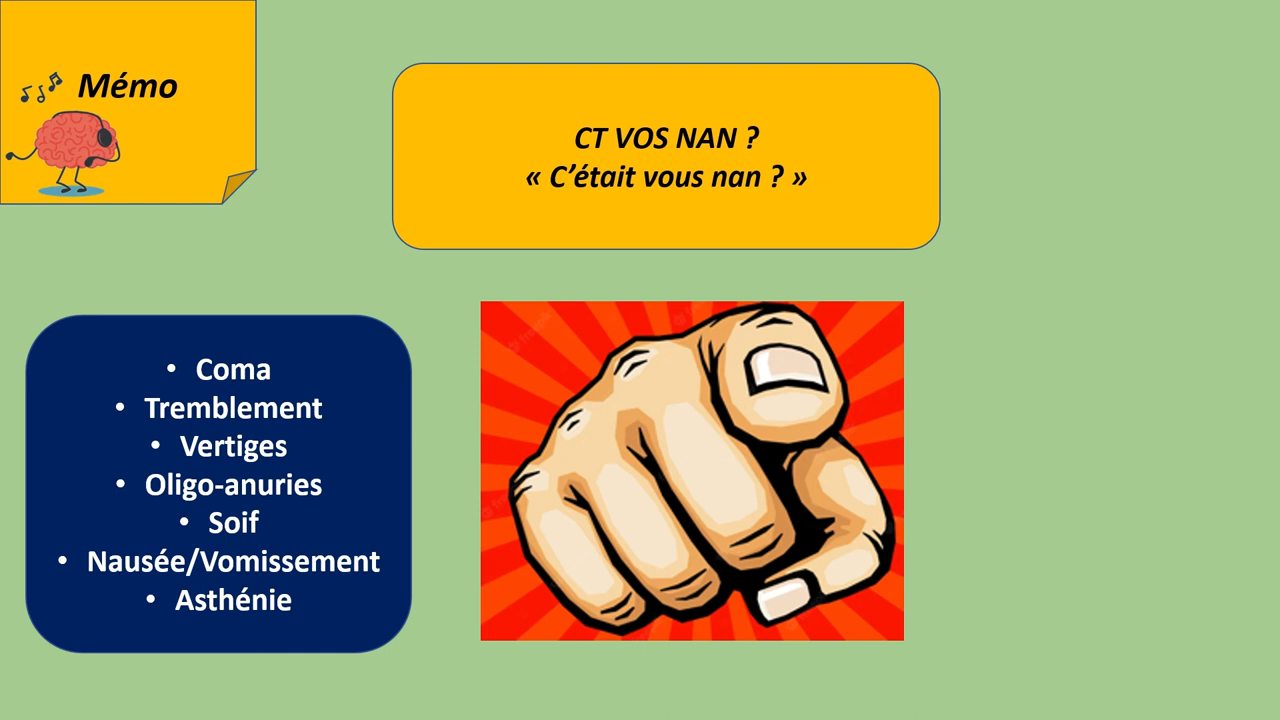 Mémo
CT VOS NAN ?
« C’était vous nan ? »
• Coma
• Tremblement
• Vertiges
• Oligo-anuries
• Soif
• Nausée/Vomissement
• Asthénie